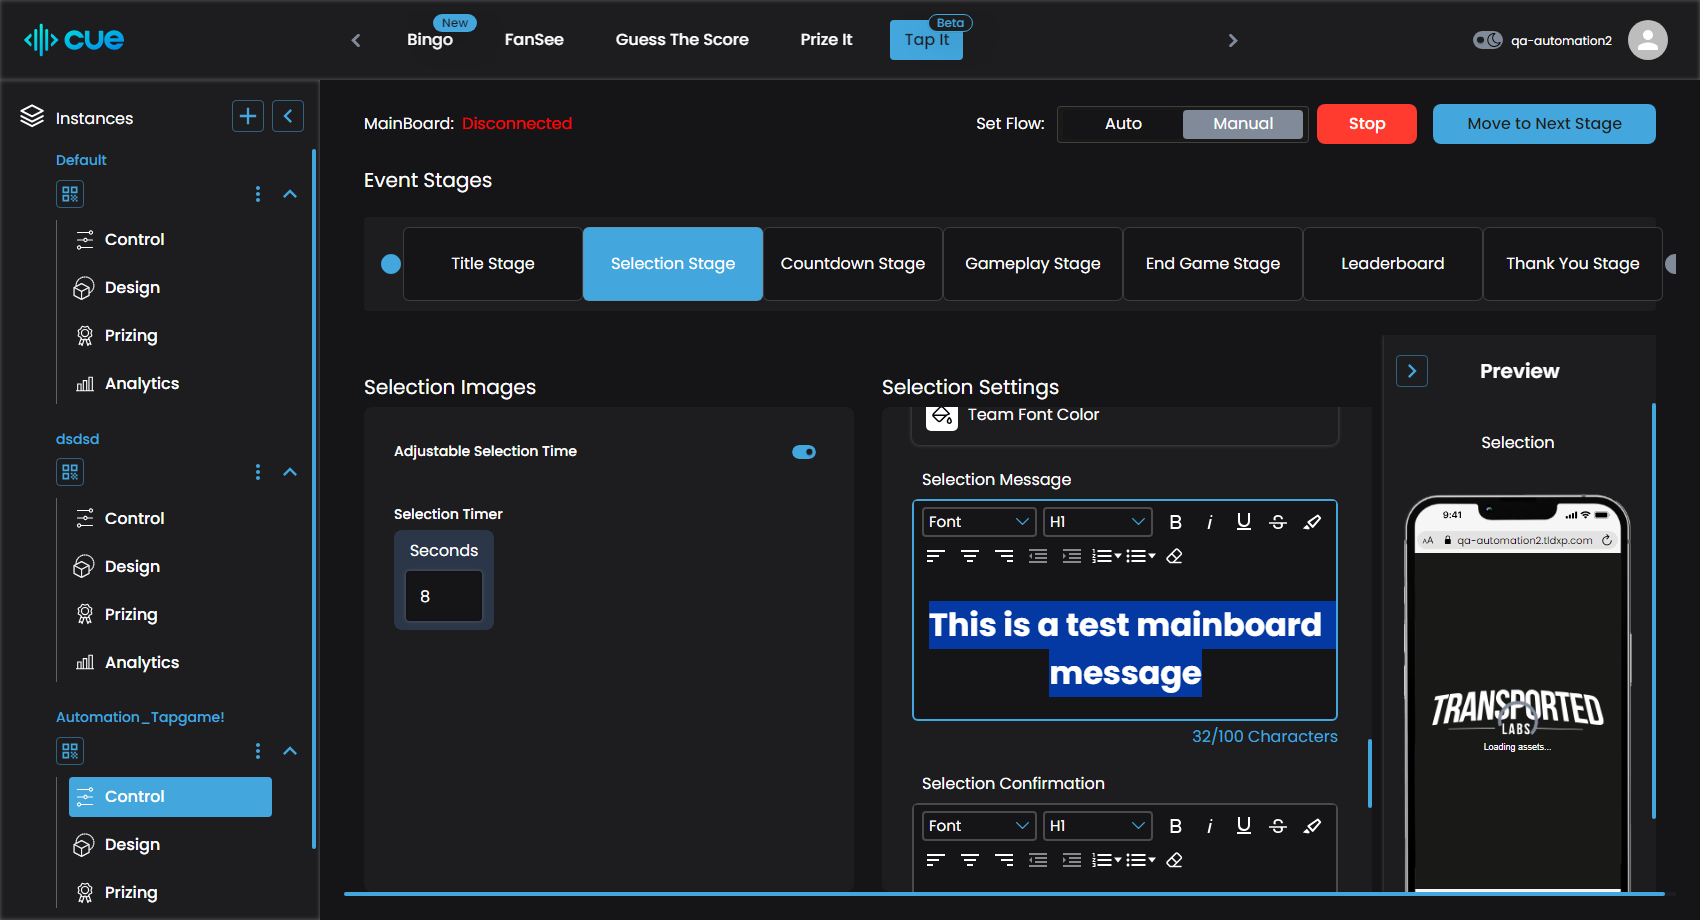 cue
New
Bingo
FanSee
Guess The Score
Prize It
Beta
Tap It
qa-automation2
Instances
Default
Control
Design
Prizing
Analytics
dsdsd
Control
Design
Prizing
Analytics
Automation_Tapgame!
Control
Design
Prizing
MainBoard: Disconnected
Set Flow:
Auto
Manual
Stop
Move to Next Stage
Event Stages
Title Stage
Selection Stage
Countdown Stage
Gameplay Stage
End Game Stage
Leaderboard
Thank You Stage
Selection Images
Adjustable Selection Time
Selection Timer
Seconds
8
Selection Settings
Team Font Color
Selection Message
Font
H1
B i U S
This is a test mainboard
message
32/100 Characters
Selection Confirmation
Font
H1
B i U S
Preview
Selection
9:41
AA
qa-automation2.tldxp.com
TRANSPORTED
LABS
Loading assets...